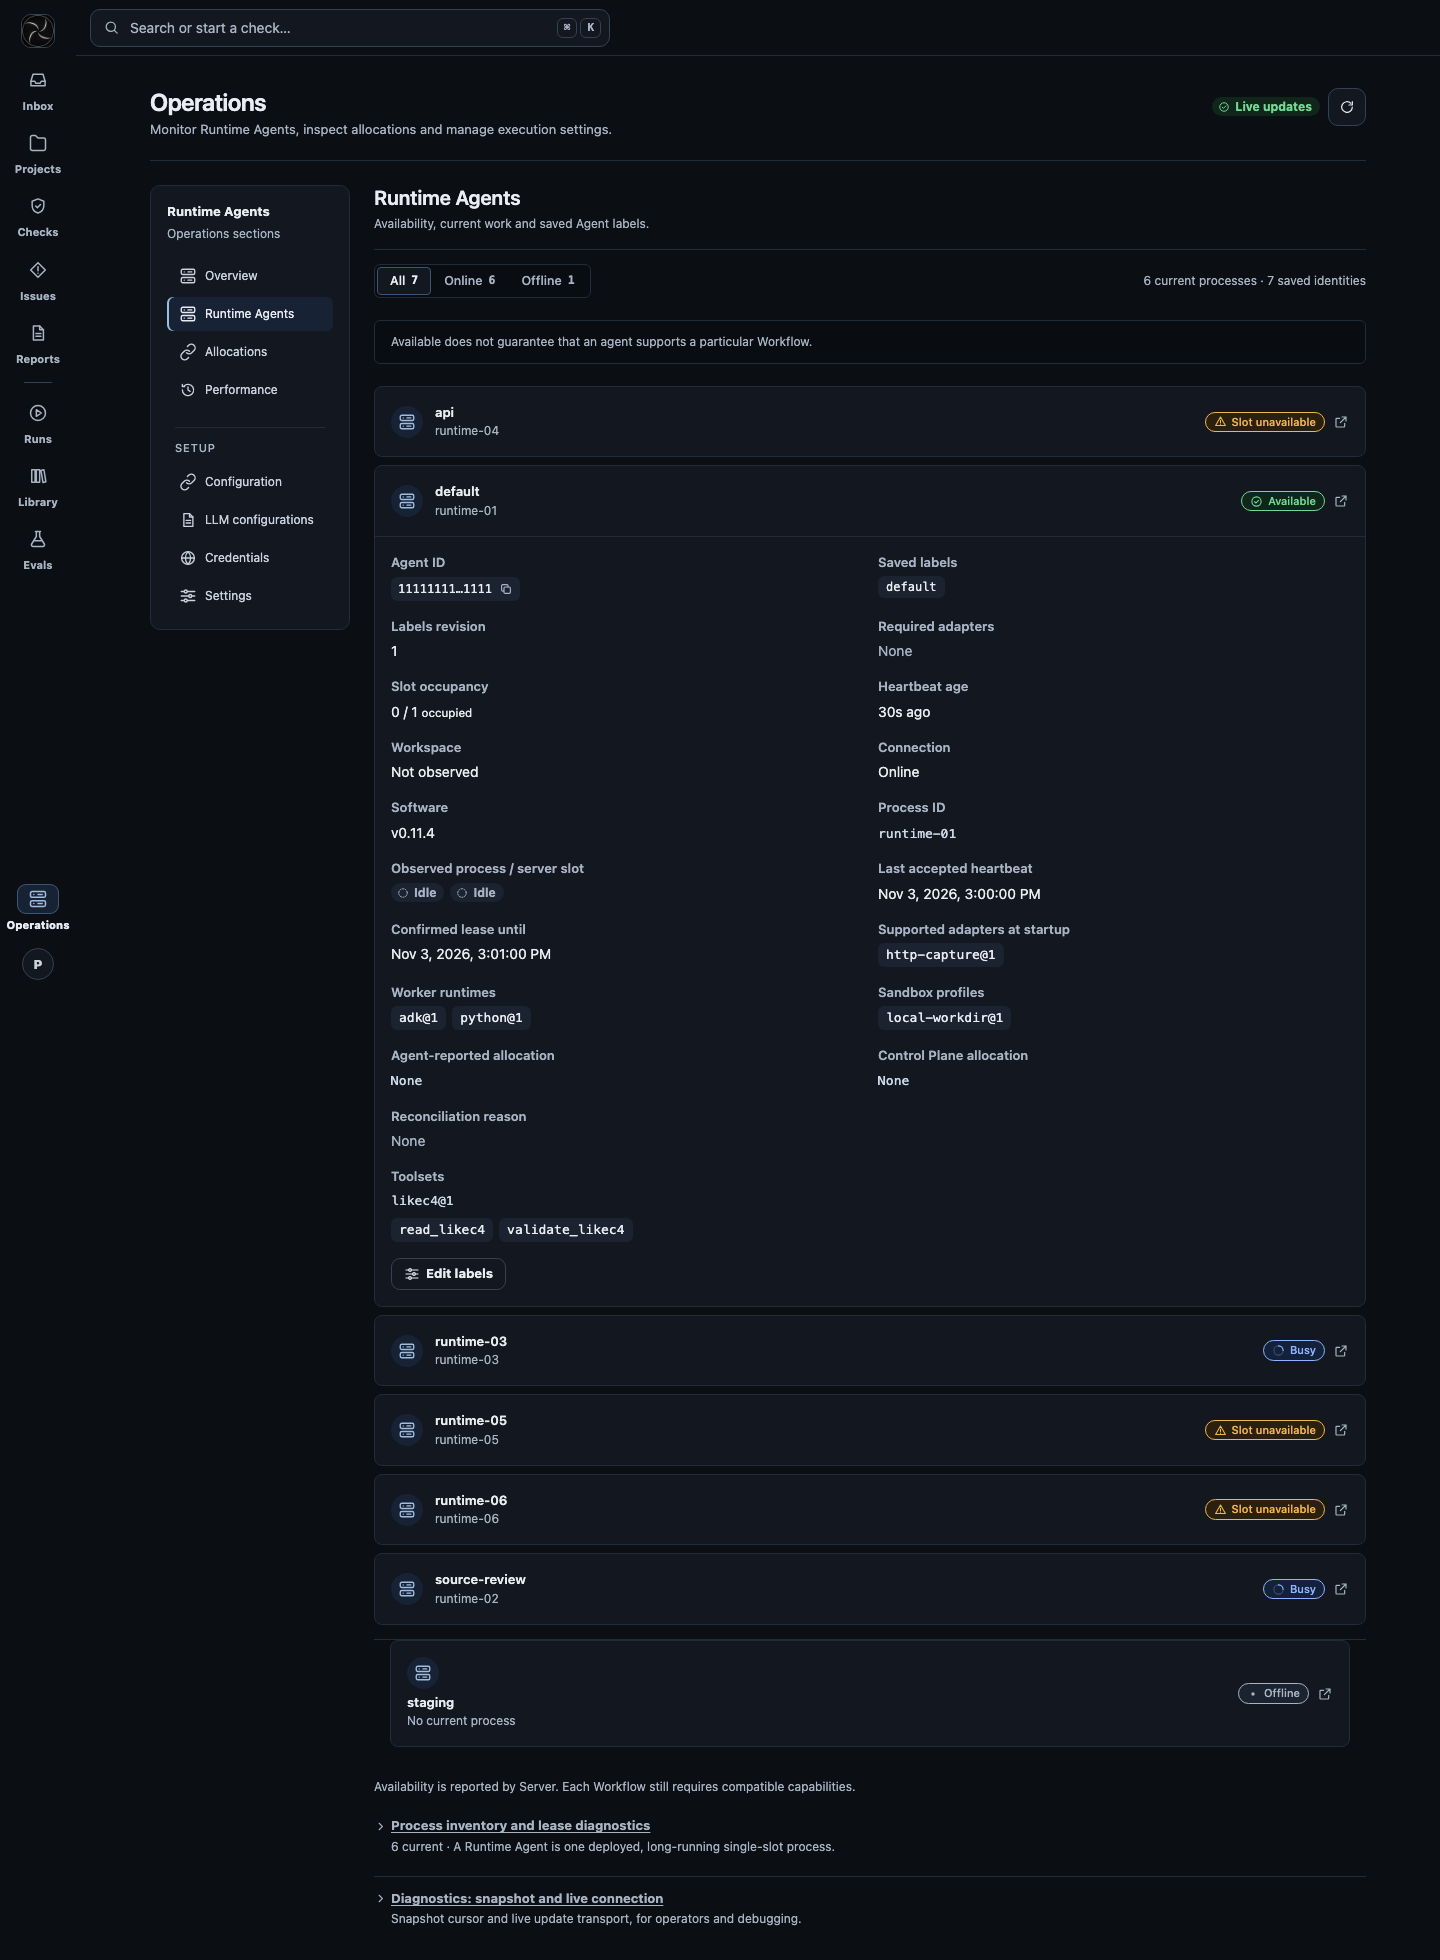 Search or start a check...
⌘ K
Inbox
Projects
Checks
Issues
Reports
Runs
Library
Evals
Operations
P
Operations
Monitor Runtime Agents, inspect allocations and manage execution settings.
Live updates
Runtime Agents
Operations sections
Overview
Runtime Agents
Allocations
Performance
SETUP
Configuration
LLM configurations
Credentials
Settings
Runtime Agents
Availability, current work and saved Agent labels.
All 7 Online 6 Offline 1
6 current processes · 7 saved identities
Available does not guarantee that an agent supports a particular Workflow.
api
runtime-04
Slot unavailable
default
runtime-01
Available
Agent ID
11111111…1111
Saved labels
default
Labels revision
1
Required adapters
None
Slot occupancy
0 / 1 occupied
Heartbeat age
30s ago
Workspace
Not observed
Connection
Online
Software
v0.11.4
Process ID
runtime-01
Observed process / server slot
Idle Idle
Last accepted heartbeat
Nov 3, 2026, 3:00:00 PM
Confirmed lease until
Nov 3, 2026, 3:01:00 PM
Supported adapters at startup
http-capture@1
Worker runtimes
adk@1 python@1
Sandbox profiles
local-workdir@1
Agent-reported allocation
None
Control Plane allocation
None
Reconciliation reason
None
Toolsets
likec4@1
read_likec4 validate_likec4
Edit labels
runtime-03
runtime-03
Busy
runtime-05
runtime-05
Slot unavailable
runtime-06
runtime-06
Slot unavailable
source-review
runtime-02
Busy
staging
No current process
Offline
Availability is reported by Server. Each Workflow still requires compatible capabilities.
Process inventory and lease diagnostics
6 current · A Runtime Agent is one deployed, long-running single-slot process.
Diagnostics: snapshot and live connection
Snapshot cursor and live update transport, for operators and debugging.